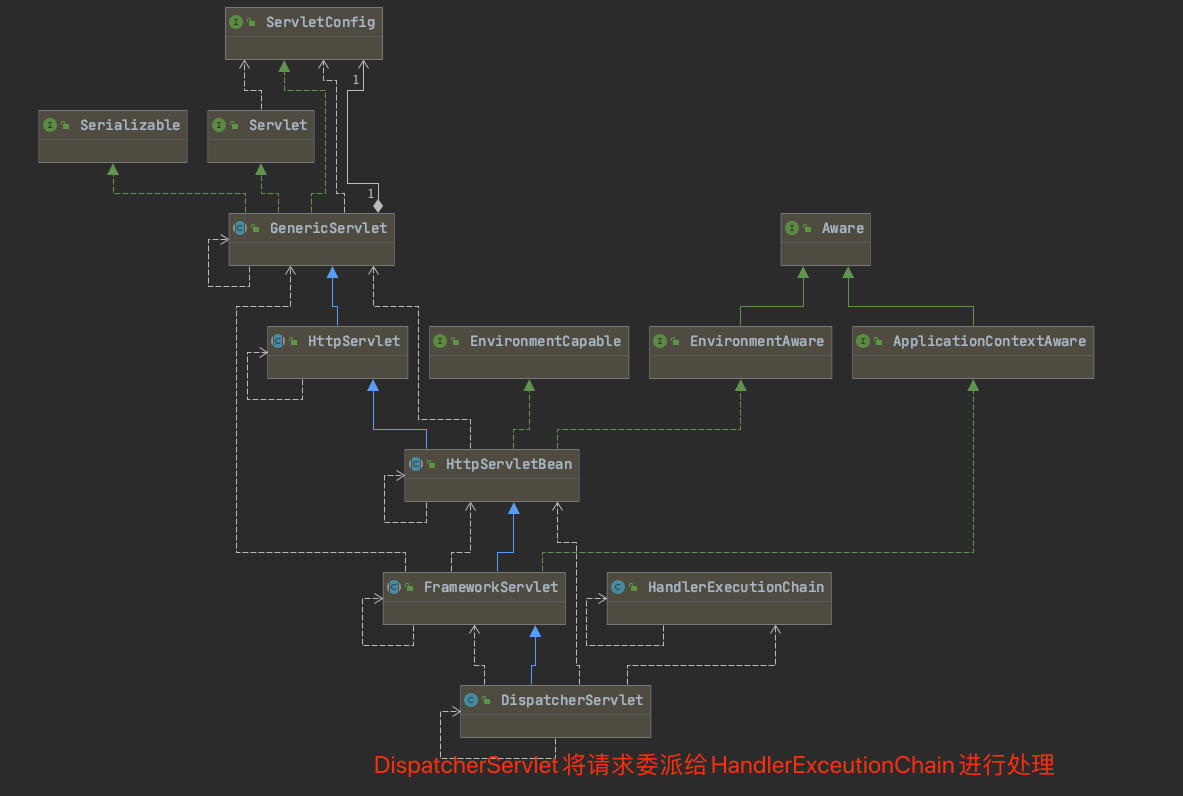 ServletConfig
1
Serializable
Servlet
1
GenericServlet
Aware
HttpServlet
EnvironmentCapable
EnvironmentAware
ApplicationContextAware
HttpServletBean
FrameworkServlet
HandlerExecutionChain
DispatcherServlet
DispatcherServlet 将请求委派给 HandlerExceutionChain 进行处理